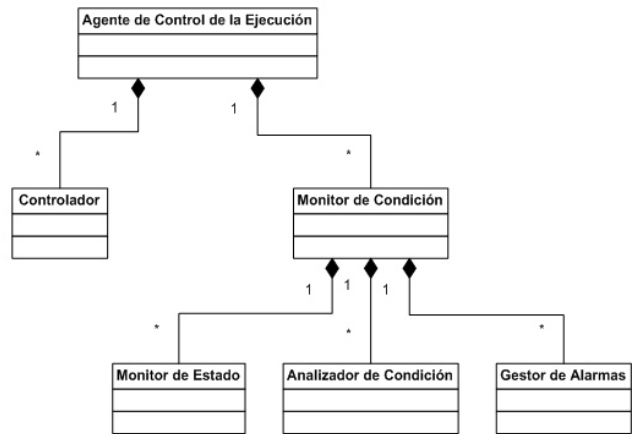 Agente de Control de la Ejecución
1
1
*
*
Controlador
Monitor de Condición
1
1
1
*
*
*
Monitor de Estado
Analizador de Condición
Gestor de Alarmas